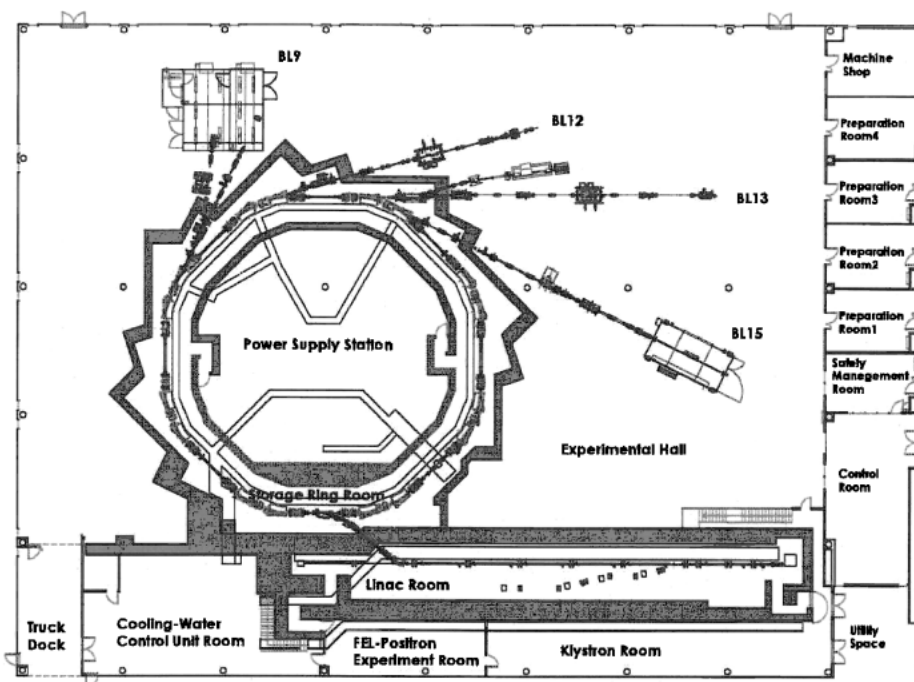 BL9
Machine
Shop
BL12
Preparation
Room4
BL13
Preparation
Room3
Preparation
Room2
Power Supply Station
BL15
Preparation
Room1
Safety
Management
Room
Experimental Hall
Control
Room
Storage Ring Room
Linac Room
Truck
Dock
Cooling-Water
Control Unit Room
FEL-Positron
Experiment Room
Klystron Room
Utility
Space